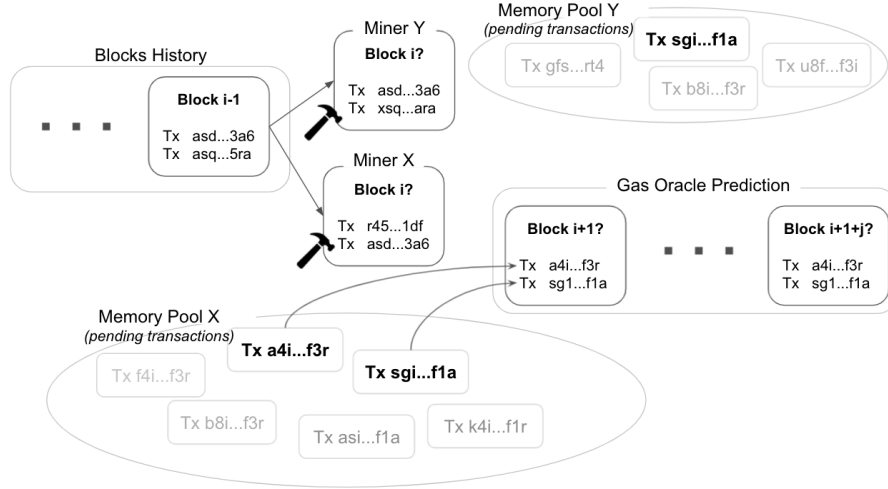 Blocks History
Block i-1
Tx asd...3a6
Tx asq...5ra
Miner Y
Block i?
Tx asd...3a6
Tx xsq...ara
Miner X
Block i?
Tx r45...1df
Tx asd...3a6
Memory Pool Y
(pending transactions)
Tx sgi...f1a
Tx gfs...rt4
Tx u8f...f3i
Tx b8i...f3r
Gas Oracle Prediction
Block i+1?
Tx a4i...f3r
Tx sg1...f1a
Block i+1+j?
Tx a4i...f3r
Tx sg1...f1a
Memory Pool X
(pending transactions)
Tx a4i...f3r
Tx sgi...f1a
Tx f4i...f3r
Tx b8i...f3r
Tx asi...f1a
Tx k4i...f1r